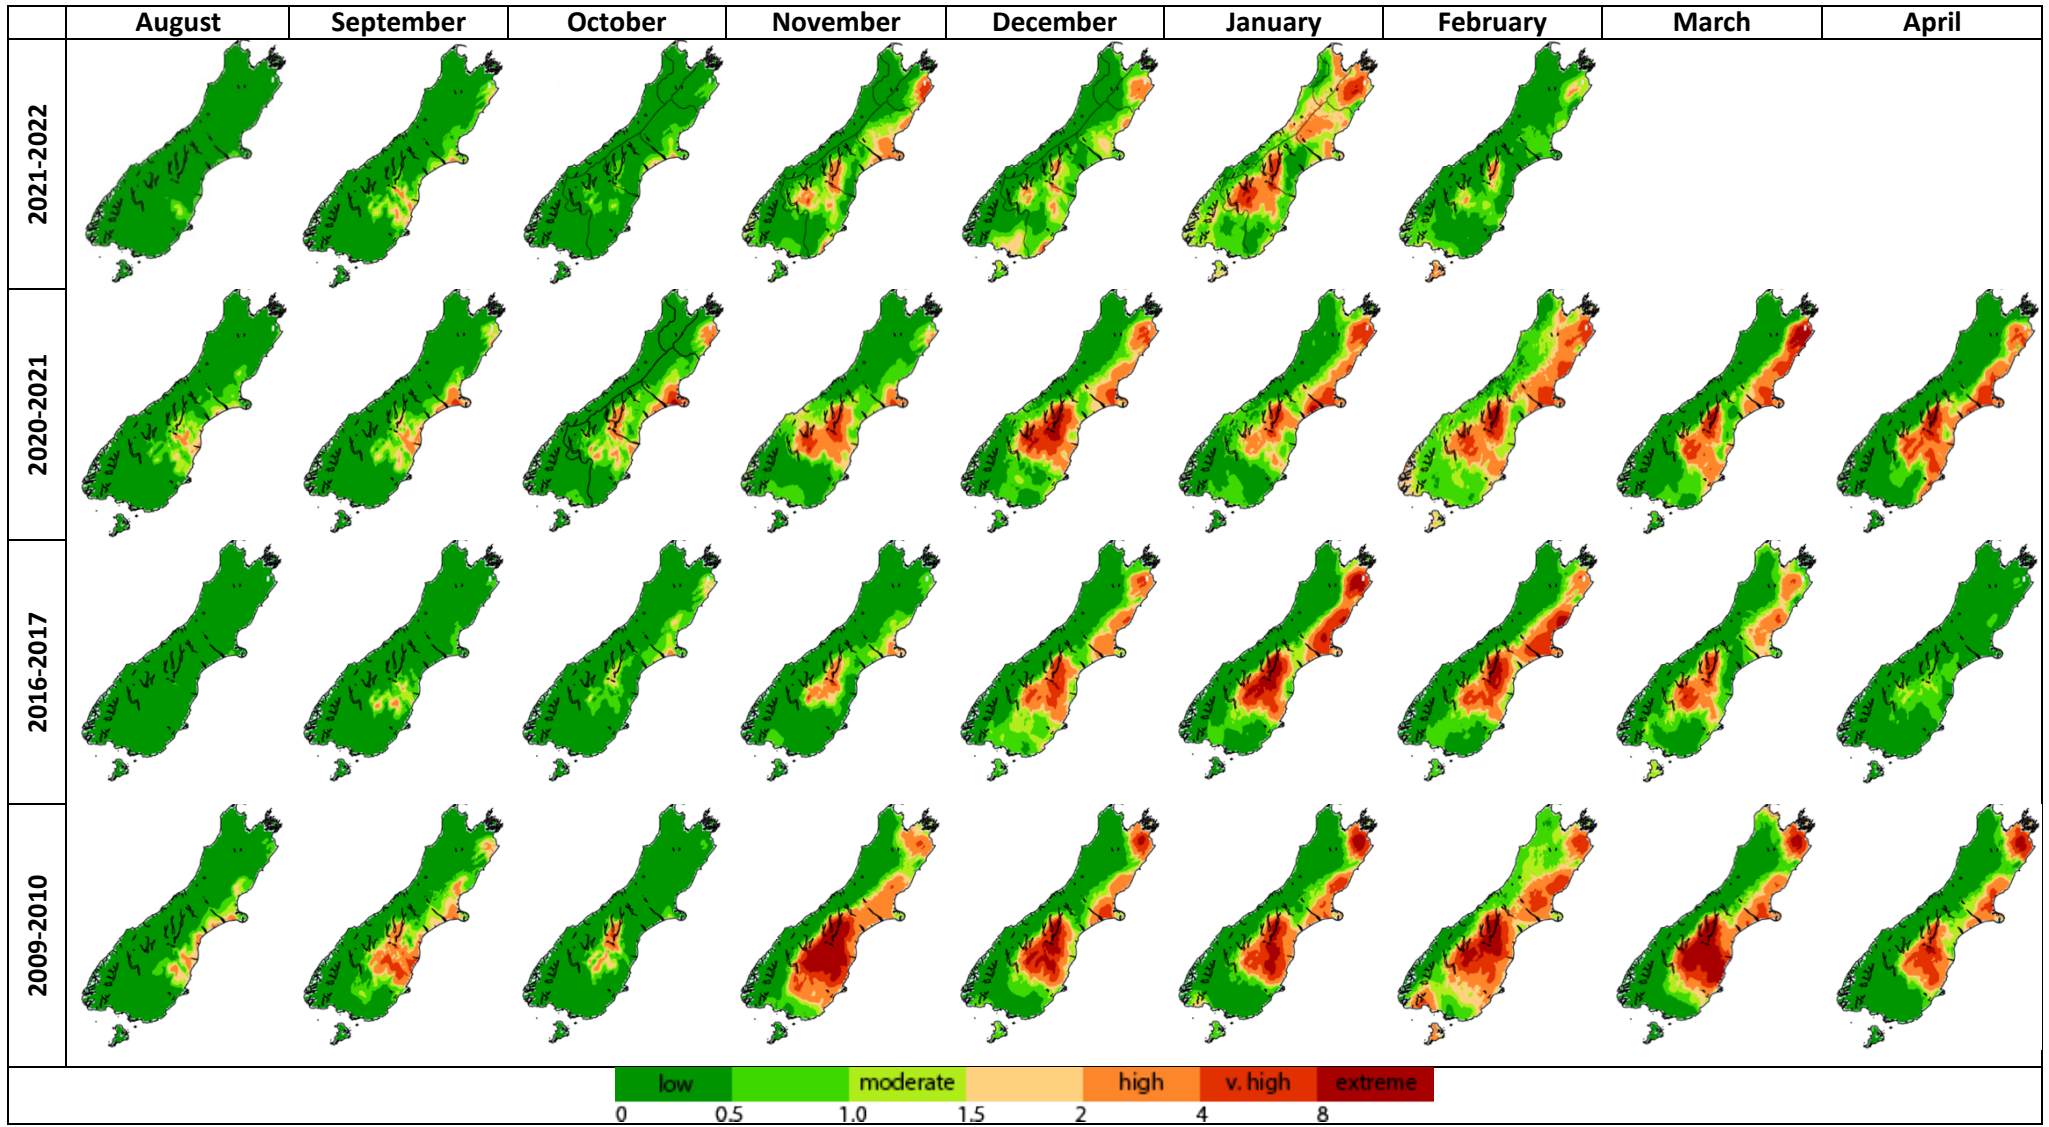 August September October November December January February March April
2021-2022
2020-2021
2016-2017
2009-2010
low moderate high v. high extreme
0 0.5 1.0 1.5 2 4 8